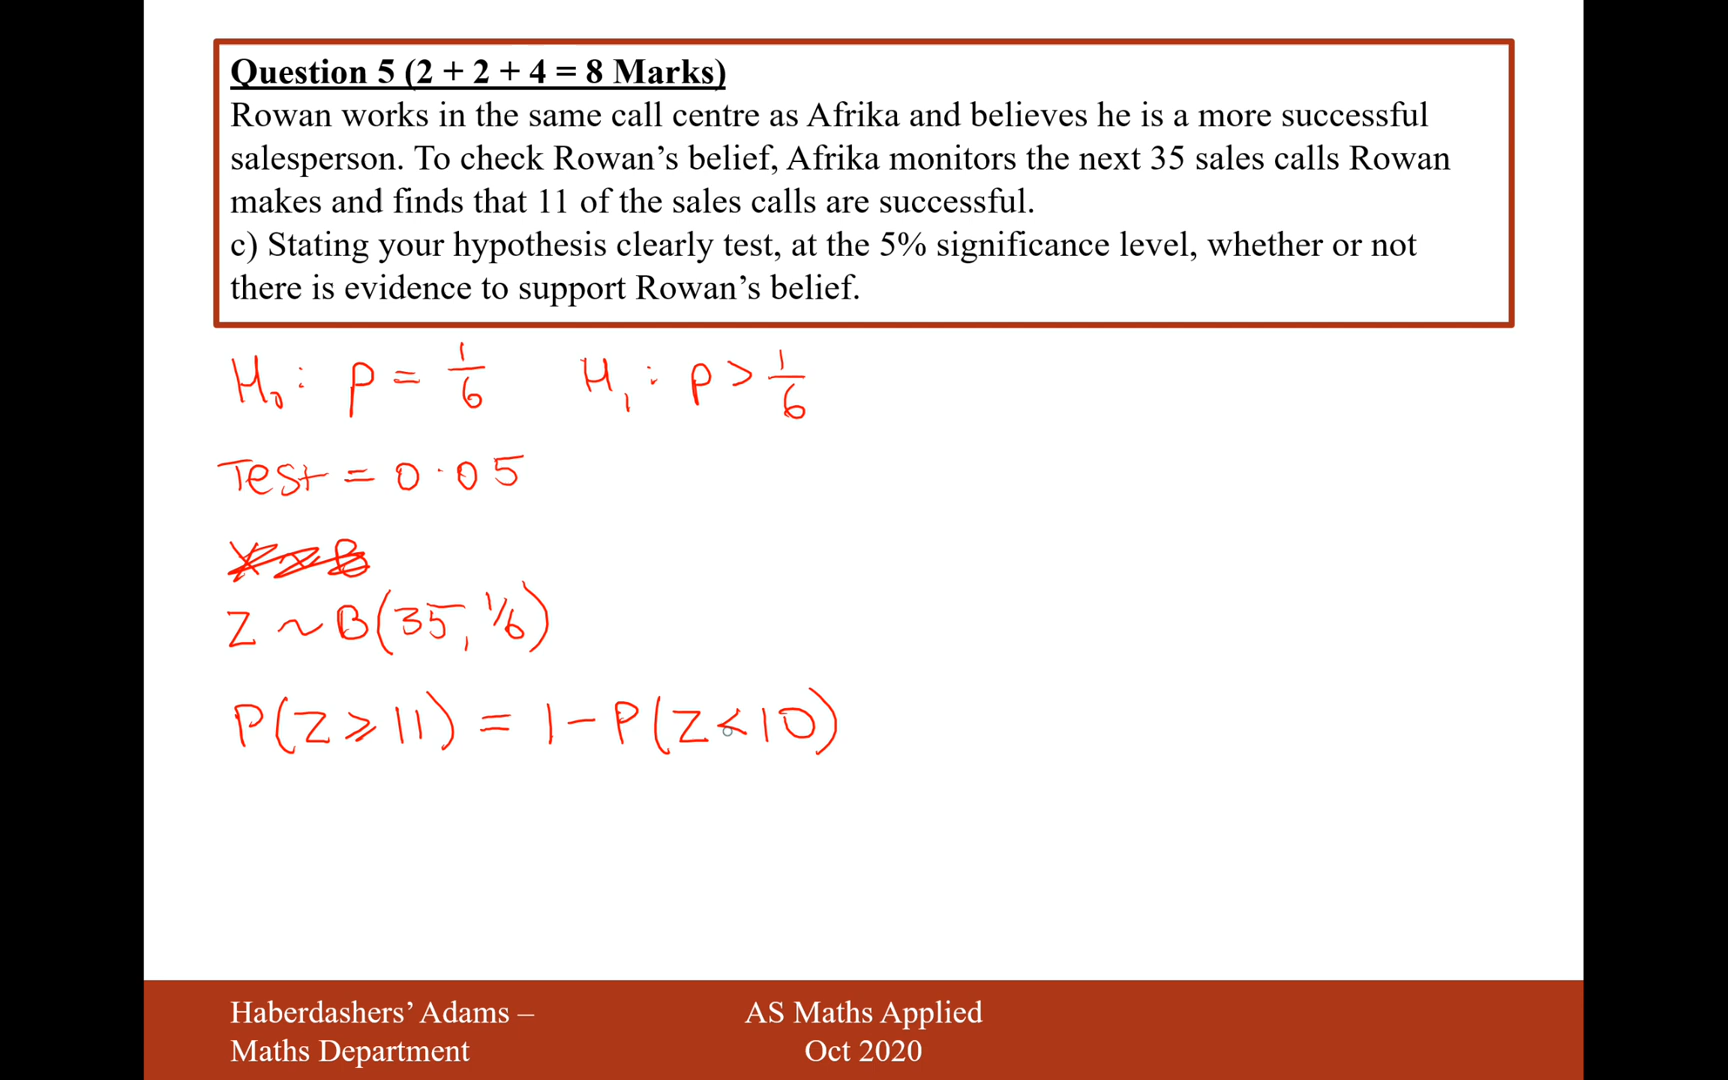 Question 5 (2 + 2 + 4 = 8 Marks)
Rowan works in the same call centre as Afrika and believes he is a more successful
salesperson. To check Rowan’s belief, Afrika monitors the next 35 sales calls Rowan
makes and finds that 11 of the sales calls are successful.
c) Stating your hypothesis clearly test, at the 5% significance level, whether or not
there is evidence to support Rowan’s belief.
H₀: p = 1/6 H₁: p > 1/6
Test = 0.05
Z ~ B(35, 1/6)
P(Z ⩾ 11) = 1 - P(Z < 10)
Haberdashers’ Adams –
Maths Department
AS Maths Applied
Oct 2020